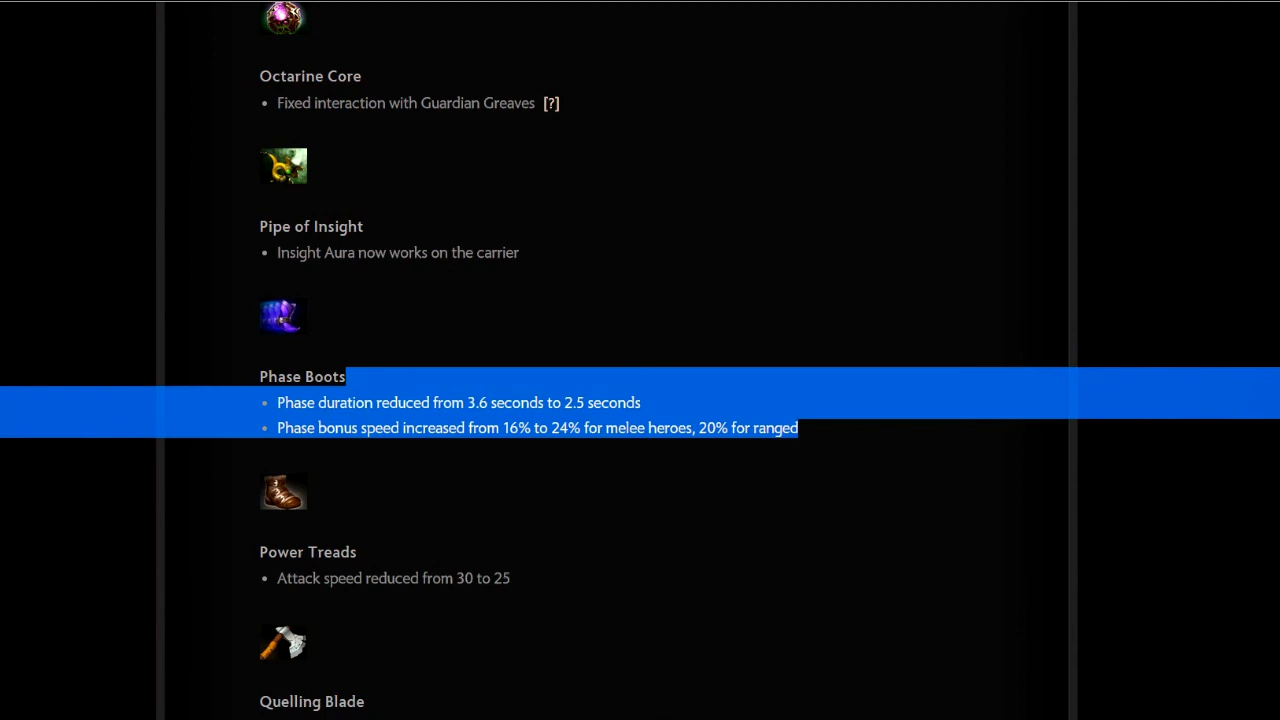 Octarine Core
• Fixed interaction with Guardian Greaves [?]
Pipe of Insight
• Insight Aura now works on the carrier
Phase Boots
• Phase duration reduced from 3.6 seconds to 2.5 seconds
• Phase bonus speed increased from 16% to 24% for melee heroes, 20% for ranged
Power Treads
• Attack speed reduced from 30 to 25
Quelling Blade